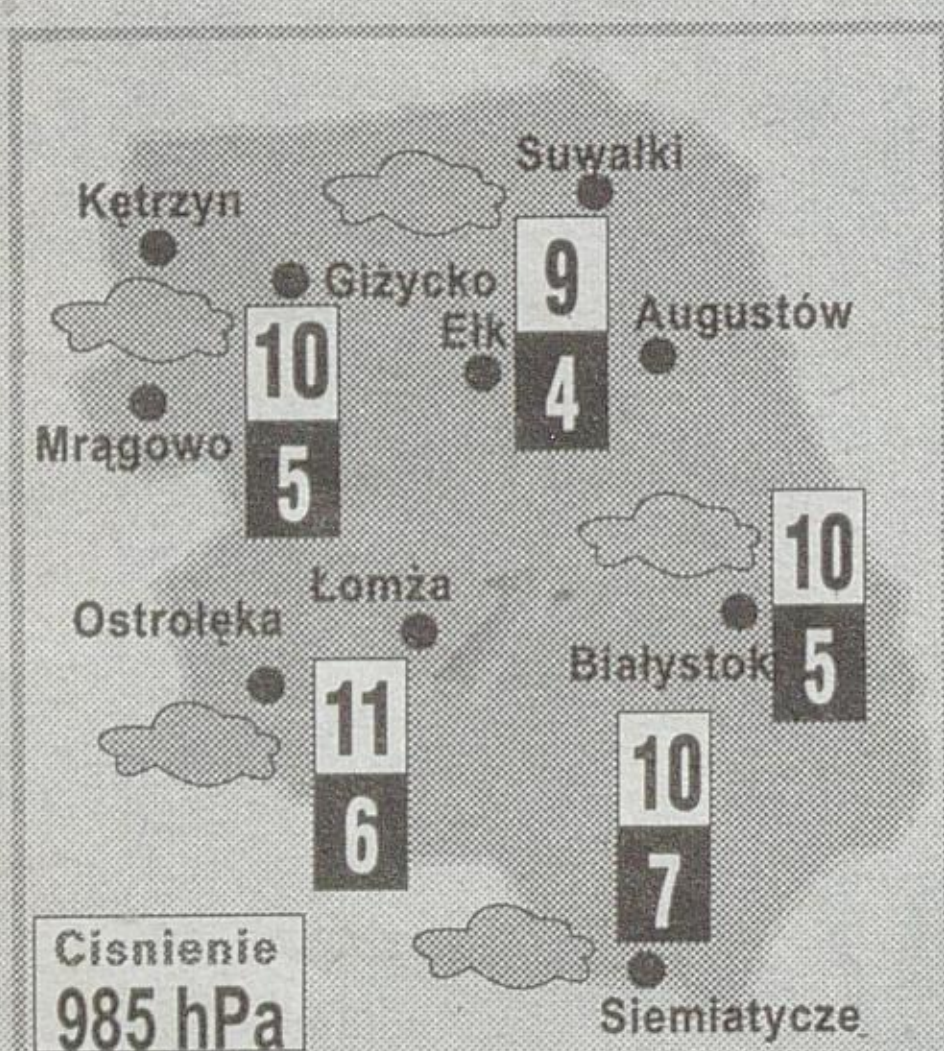 Suwałki
Kętrzyn
Giżycko
9
Augustów
Ełk
10
4
Mrągowo
5
10
Łomża
Ostrołęka
Białystok
5
11
10
6
7
Cisnienie
985 hPa
Siemiatycze